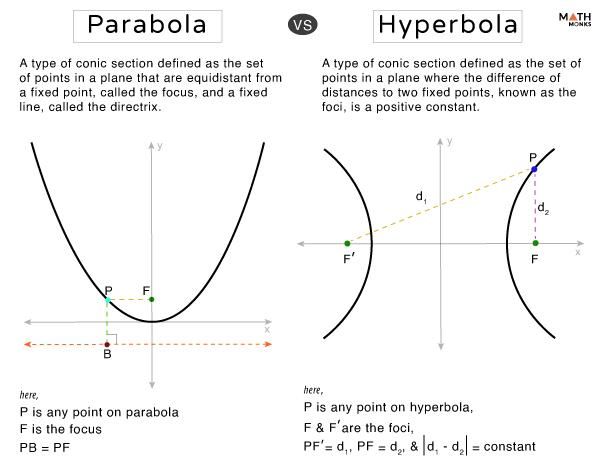 Parabola
VS
Hyperbola
MATH
MONKS
A type of conic section defined as the set
of points in a plane that are equidistant from
a fixed point, called the focus, and a fixed
line, called the directrix.
A type of conic section defined as the set of
points in a plane where the difference of
distances to two fixed points, known as the
foci, is a positive constant.
y
P
F
x
B
y
P
d₁
d₂
F′
F
x
here,
P is any point on parabola
F is the focus
PB = PF
here,
P is any point on hyperbola,
F & F′ are the foci,
PF′ = d₁, PF = d₂, & |d₁ - d₂| = constant